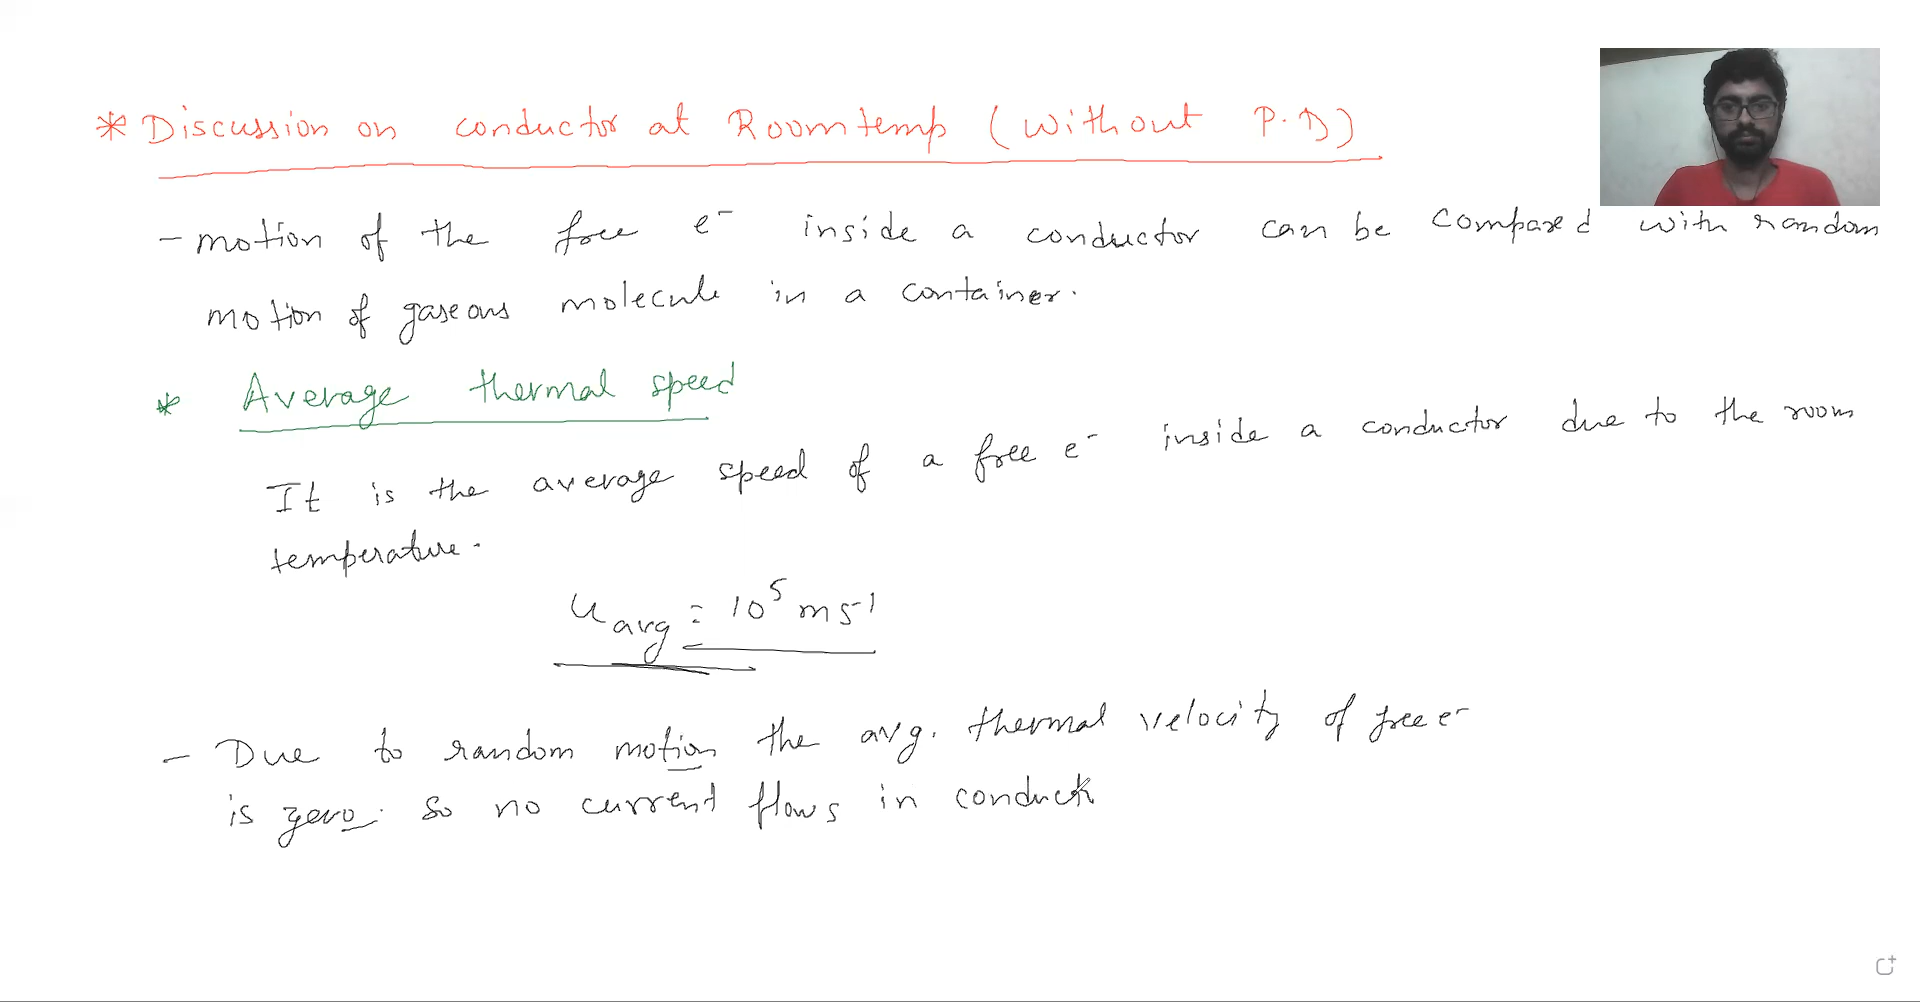 * Discussion on conductor at Room temp (without P.D)
- motion of the free e⁻ inside a conductor can be compared with random
motion of gaseous molecule in a container.
* Average thermal speed
It is the average speed of a free e⁻ inside a conductor due to the room
temperature.
u avg = 10⁵ ms⁻¹
- Due to random motion the avg. thermal velocity of free e⁻
is zero. So no current flows in